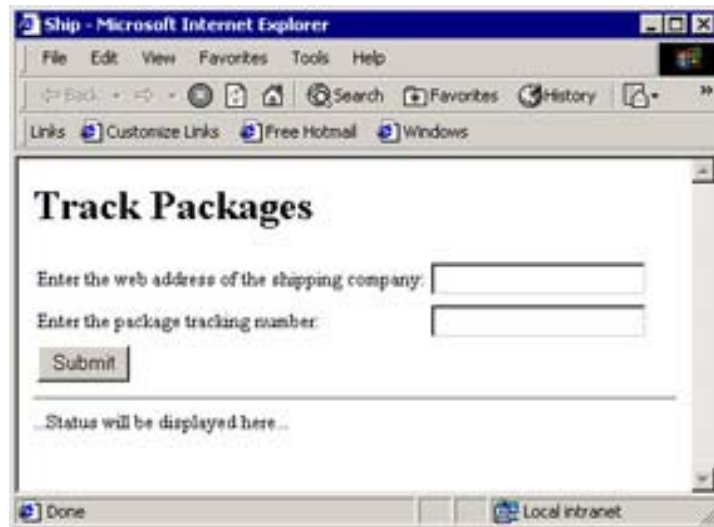 Ship - Microsoft Internet Explorer
File Edit View Favorites Tools Help
Back Search Favorites History »
Links Customize Links Free Hotmail Windows
Track Packages
Enter the web address of the shipping company:
Enter the package tracking number:
Submit
...Status will be displayed here...
Done Local intranet